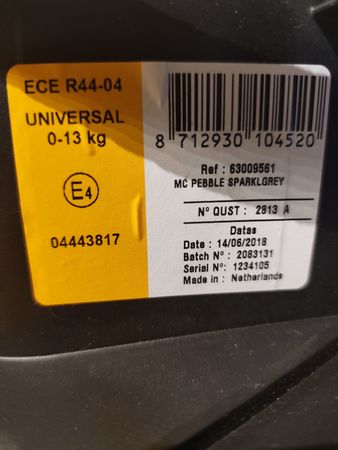 ECE R44-04
UNIVERSAL
0-13 kg
E4
04443817
8 712930 104520
Ref : 63009561
MC PEBBLE SPARKLGREY
N° QUST : 2813 A
Datas
Date : 14/06/2018
Batch N° : 2083131
Serial N° : 1234105
Made in : Netherlands